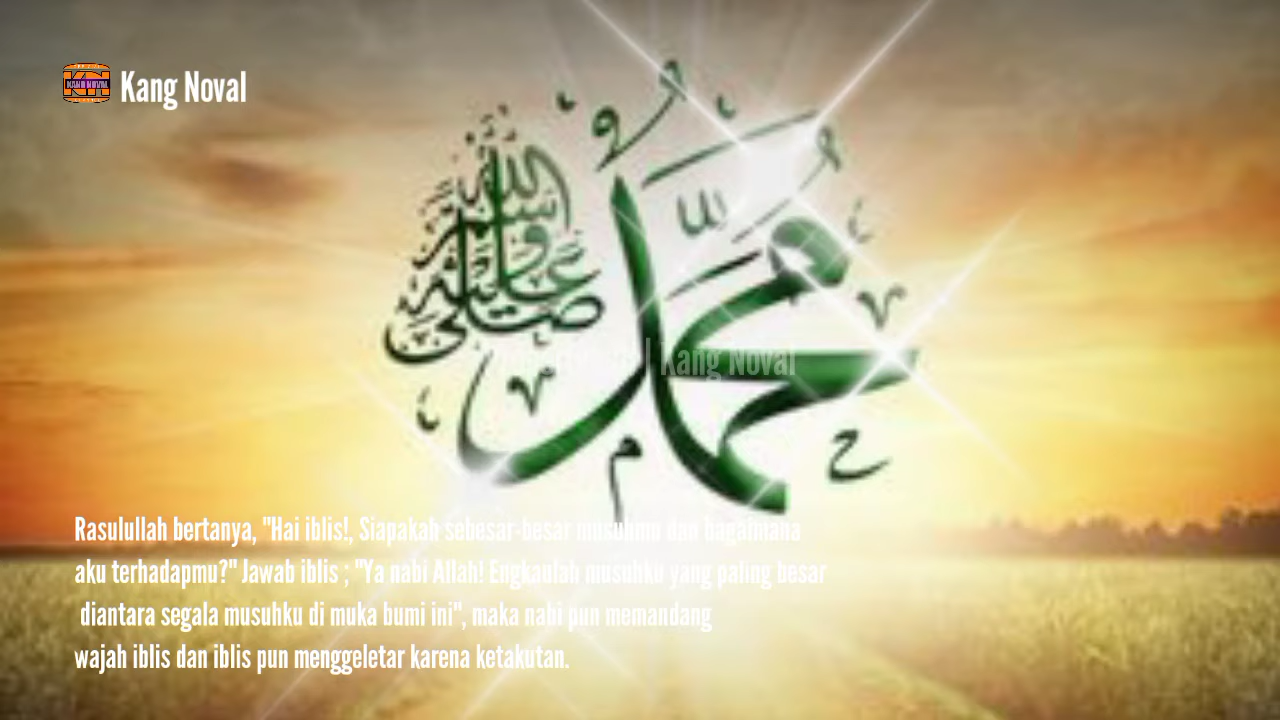 Kang Noval
محمد
صلى الله عليه وسلم
| Kang Noval
Rasulullah bertanya, "Hai iblis!, Siapakah sebesar-besar musuhmu dan bagaimana
aku terhadapmu?" Jawab iblis ; "Ya nabi Allah! Engkaulah musuhku yang paling besar
diantara segala musuhku di muka bumi ini", maka nabi pun memandang
wajah iblis dan iblis pun menggeletar karena ketakutan.